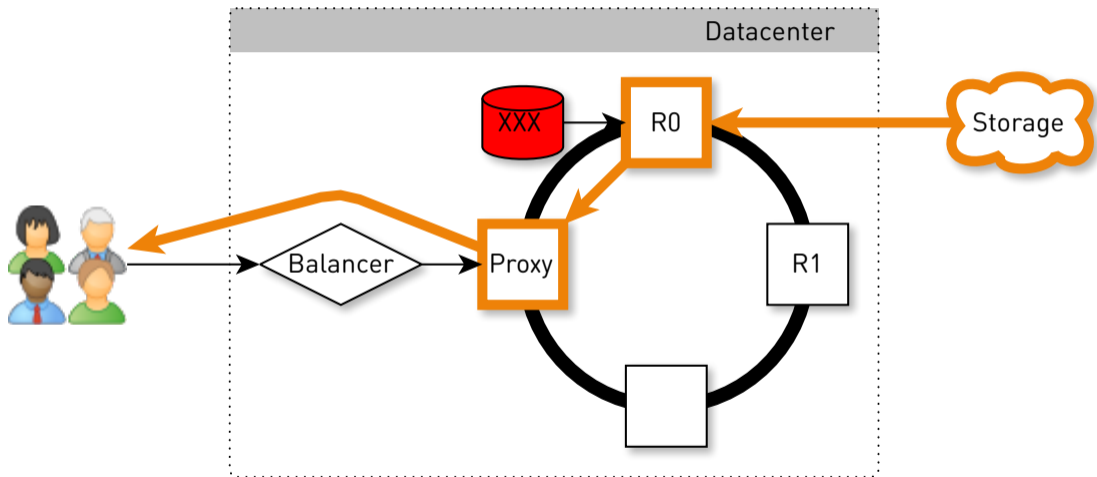 Datacenter
XXX
R0
Storage
Balancer
Proxy
R1